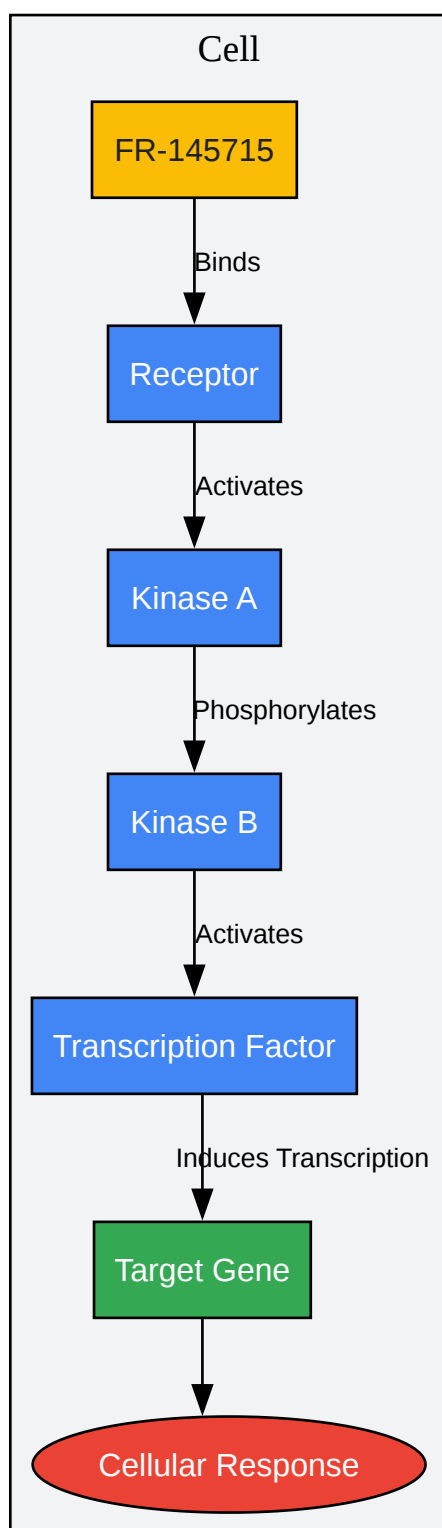 Cell
FR-145715
Binds
Receptor
Activates
Kinase A
Phosphorylates
Kinase B
Activates
Transcription Factor
Induces Transcription
Target Gene
Cellular Response